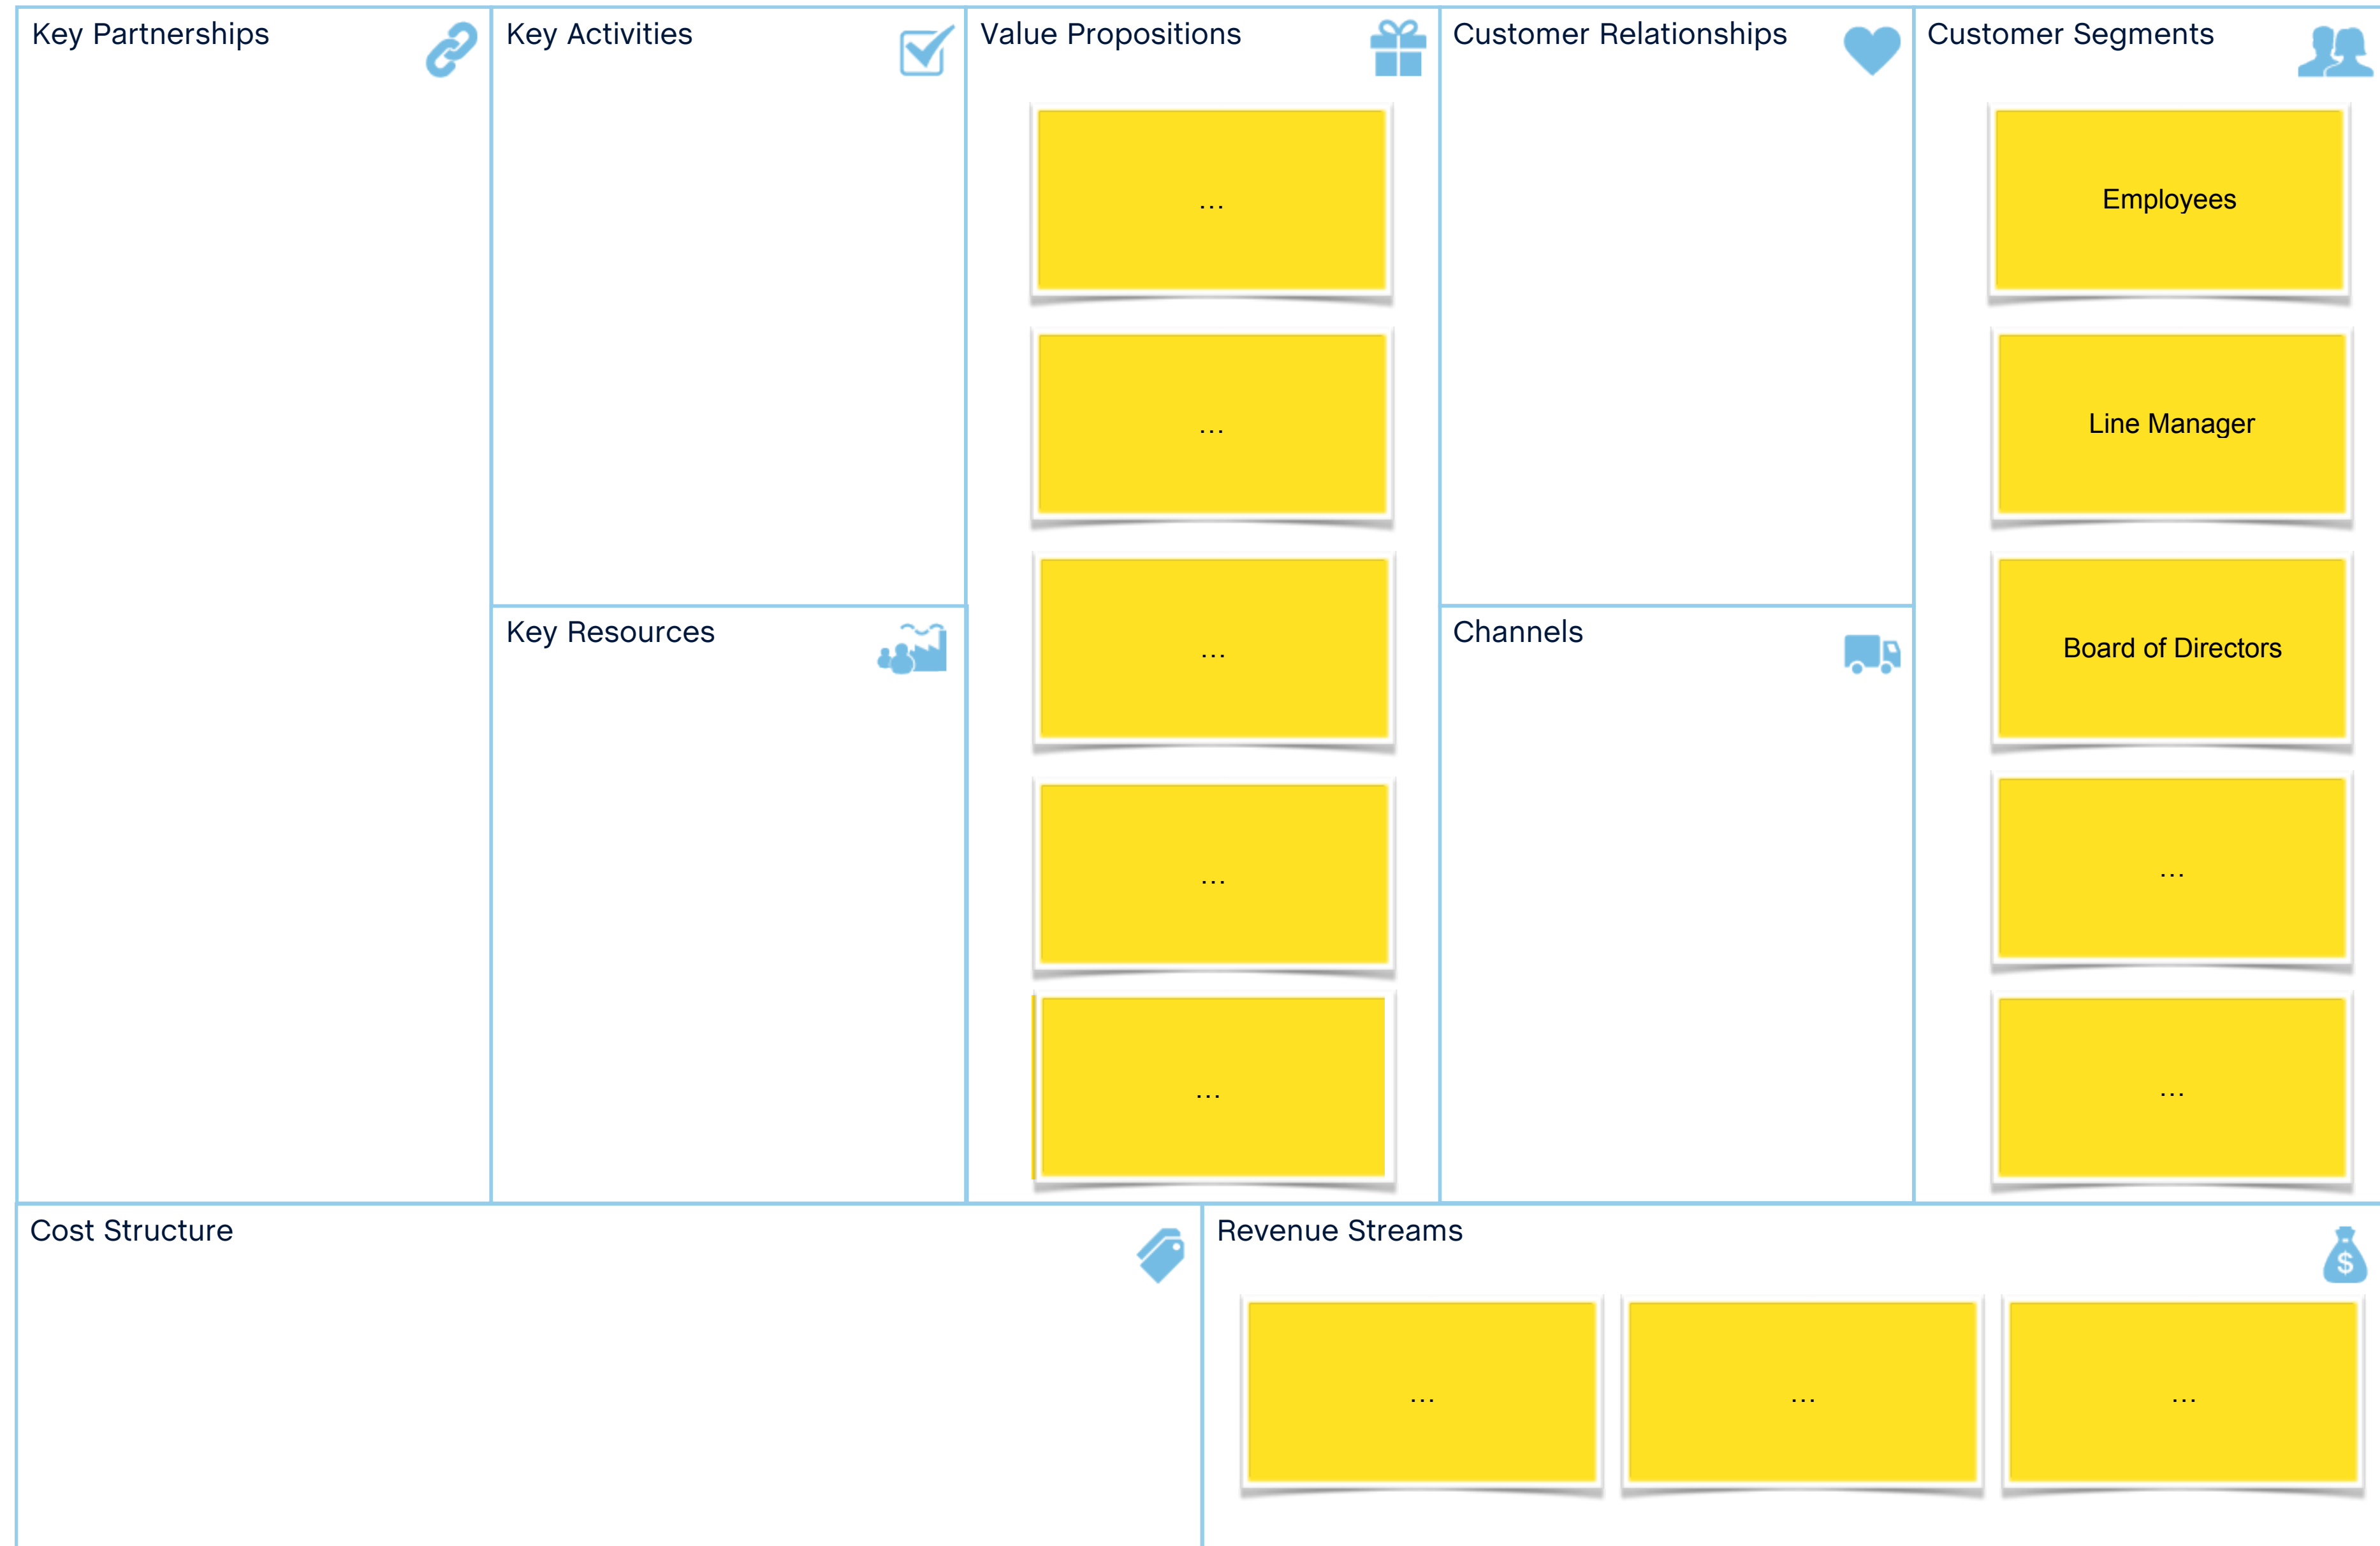 Key Partnerships
Key Activities
Value Propositions
...
...
...
...
...
Customer Relationships
Customer Segments
Employees
Line Manager
Board of Directors
...
...
Key Resources
Channels
Cost Structure
Revenue Streams
$
...
...
...